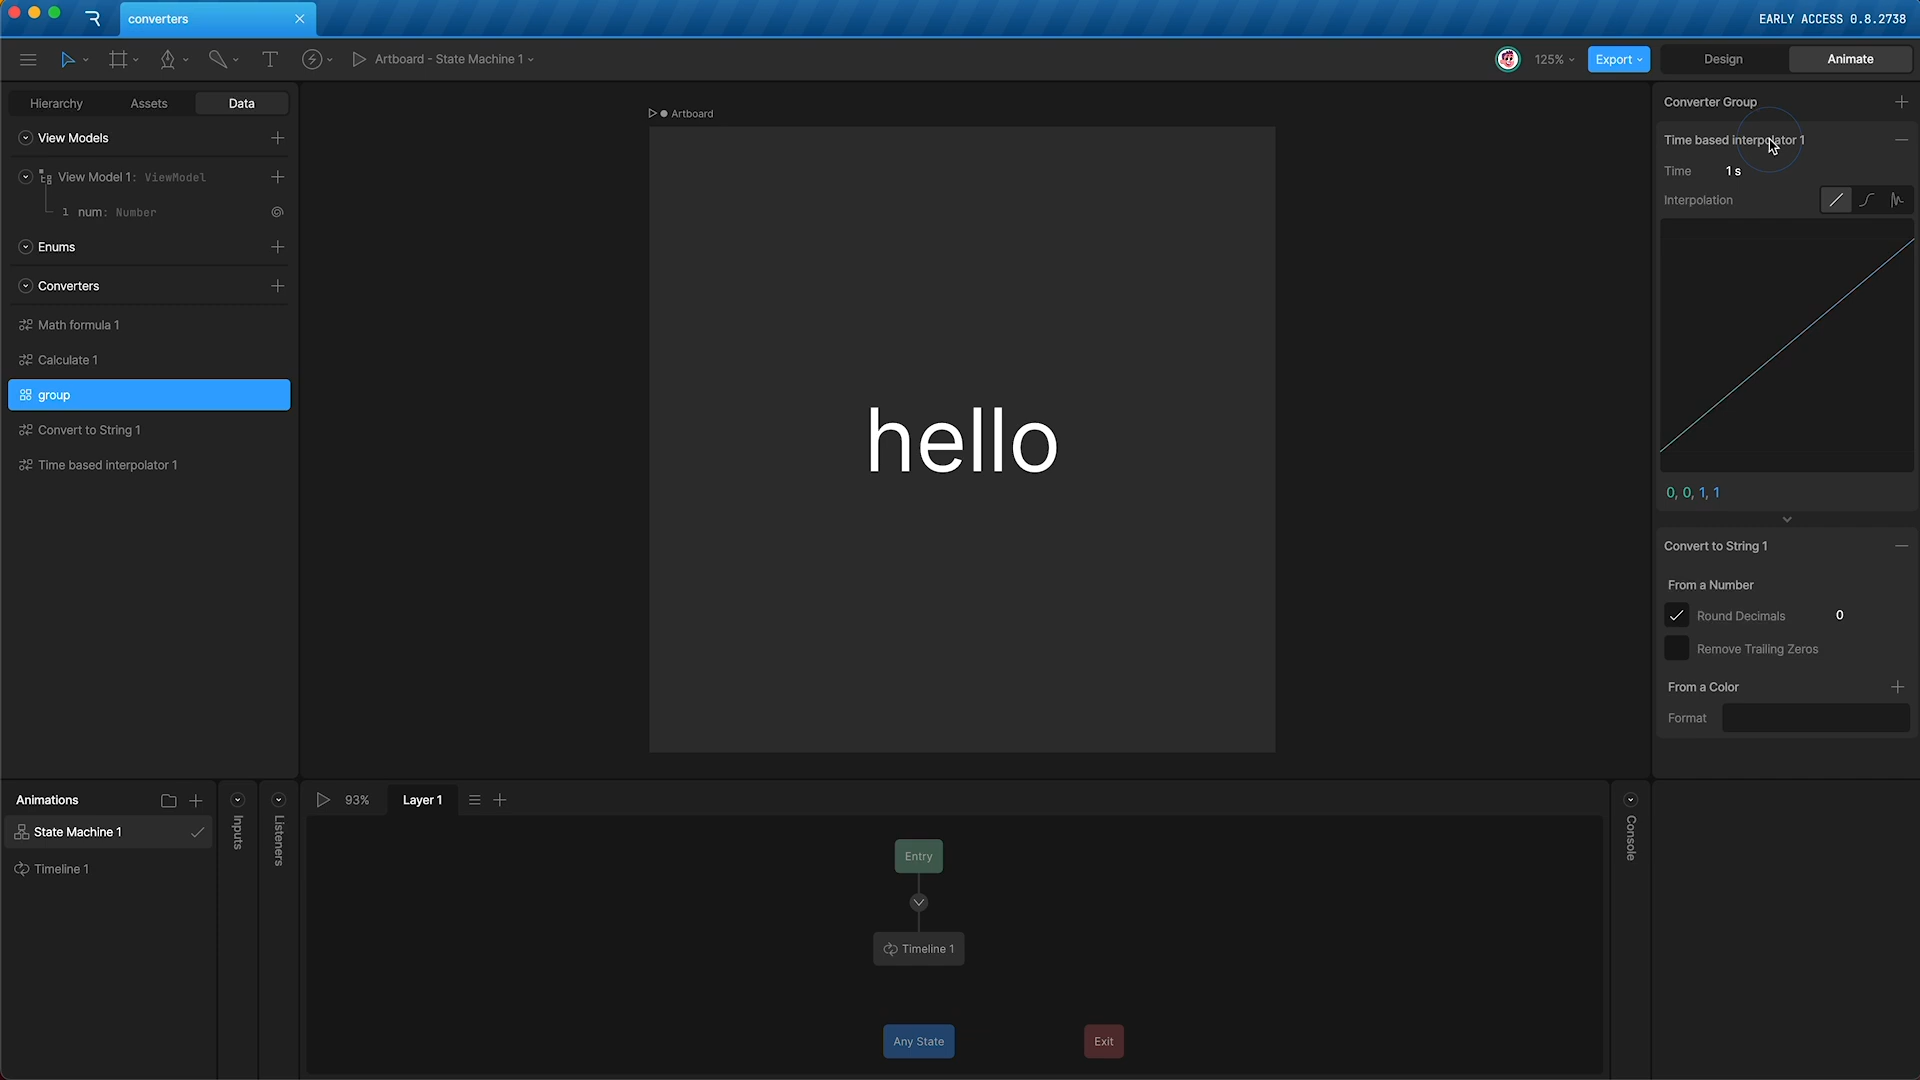 converters
EARLY ACCESS 0.8.2738
Artboard - State Machine 1
125%
Export
Design
Animate
Hierarchy
Assets
Data
View Models
View Model 1: ViewModel
1 num: Number
Enums
Converters
Math formula 1
Calculate 1
group
Convert to String 1
Time based interpolator 1
Artboard
hello
Converter Group
Time based interpolator 1
Time 1 s
Interpolation
0, 0, 1, 1
Convert to String 1
From a Number
Round Decimals 0
Remove Trailing Zeros
From a Color
Format
Animations
State Machine 1
Timeline 1
Inputs
Listeners
93%
Layer 1
Entry
Timeline 1
Any State
Exit
Console